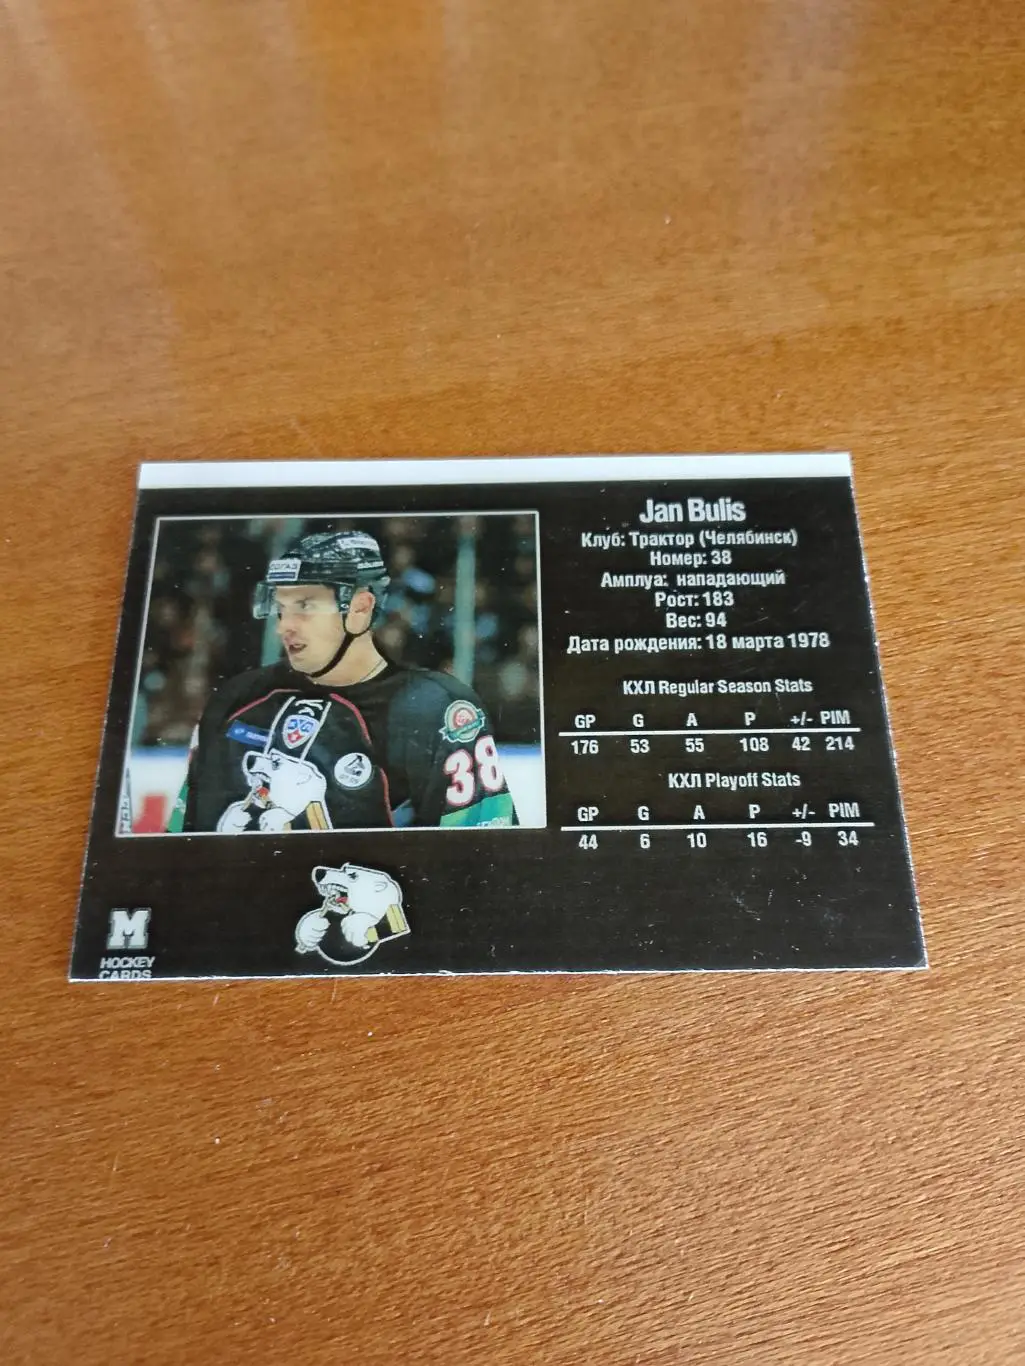 Jan Bulis
Клуб: Трактор (Челябинск)
Номер: 38
Амплуа: нападающий
Рост: 183
Вес: 94
Дата рождения: 18 марта 1978
КХЛ Regular Season Stats
GP G A P +/- PIM
176 53 55 108 42 214
КХЛ Playoff Stats
GP G A P +/- PIM
44 6 10 16 -9 34
38
M
HOCKEY
CARDS